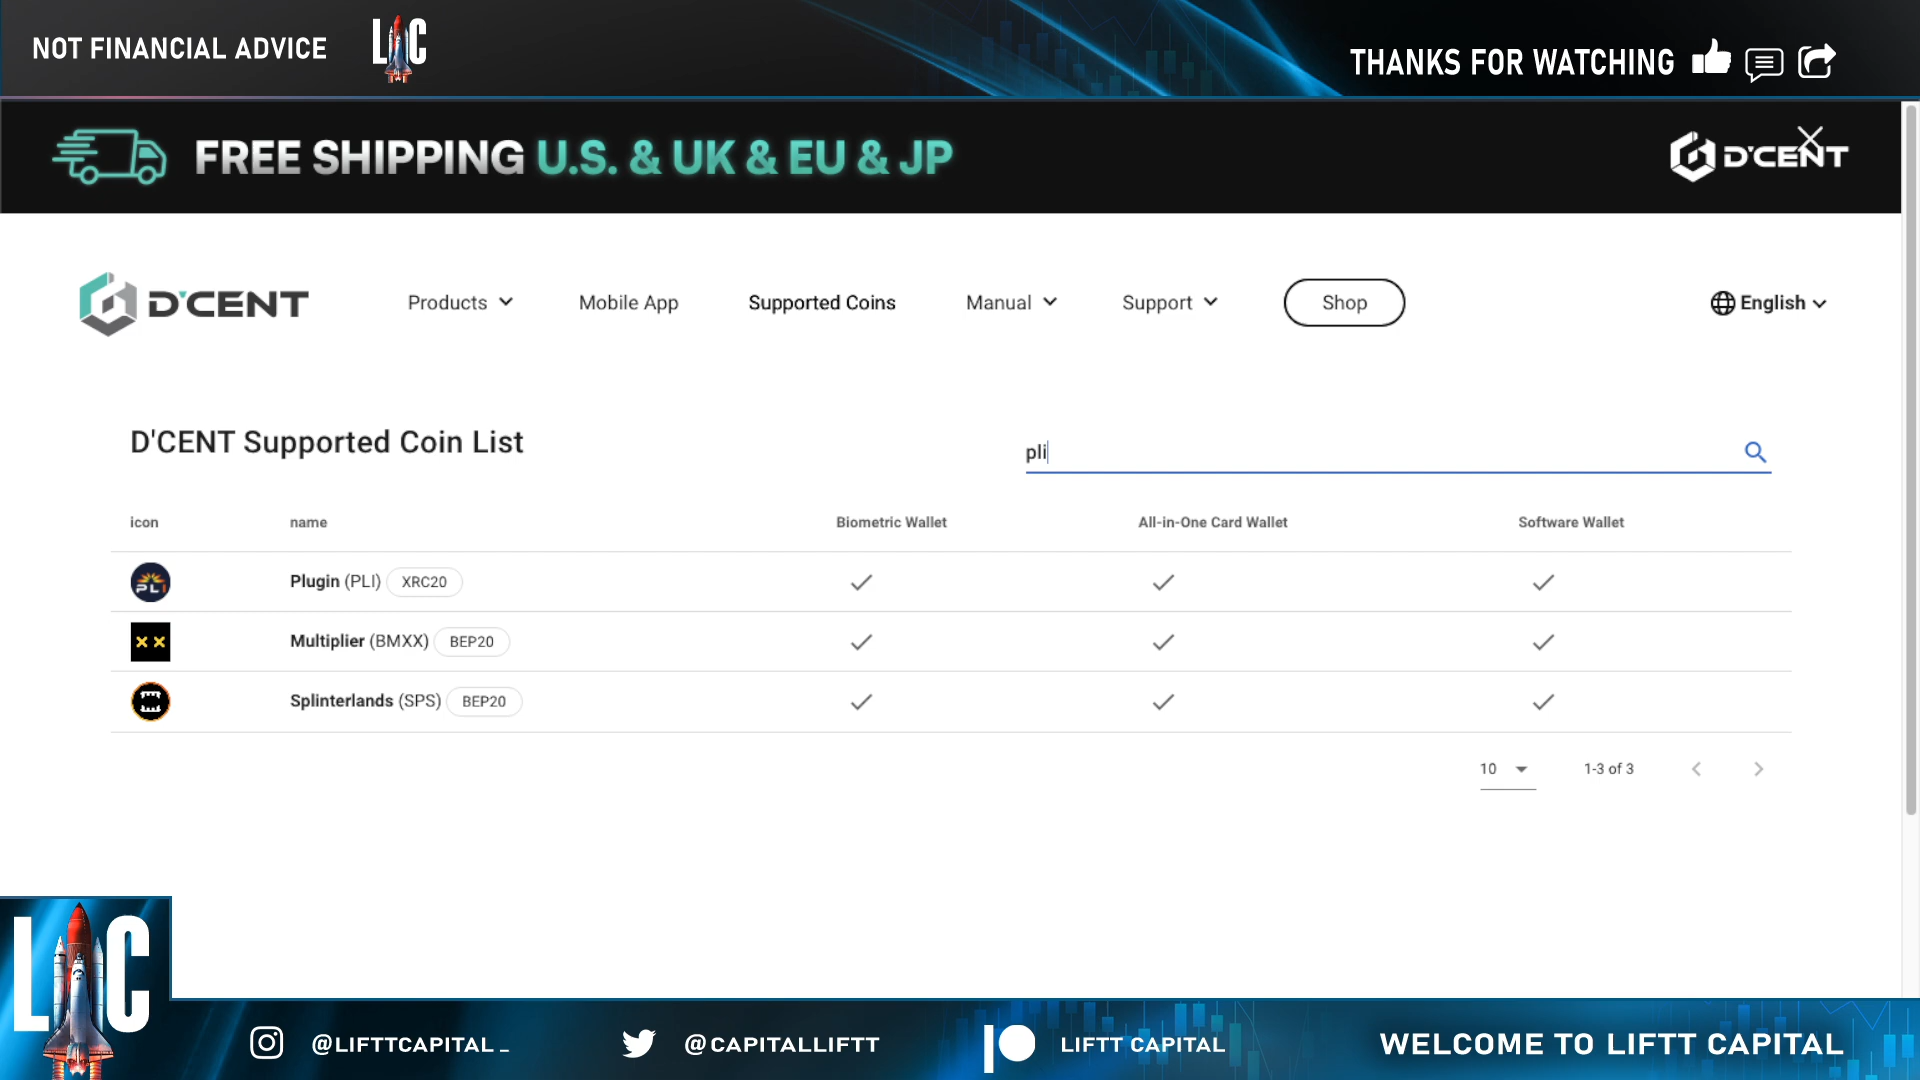 NOT FINANCIAL ADVICE
LC
THANKS FOR WATCHING
FREE SHIPPING U.S. & UK & EU & JP
D'CENT
D'CENT
Products
Mobile App
Supported Coins
Manual
Support
Shop
English
D'CENT Supported Coin List
pli
icon
name
Biometric Wallet
All-in-One Card Wallet
Software Wallet
PLI
Plugin (PLI)
XRC20
Multiplier (BMXX)
BEP20
Splinterlands (SPS)
BEP20
10
1-3 of 3
LC
@LIFTTCAPITAL_
@CAPITALLIFTT
LIFTT CAPITAL
WELCOME TO LIFTT CAPITAL